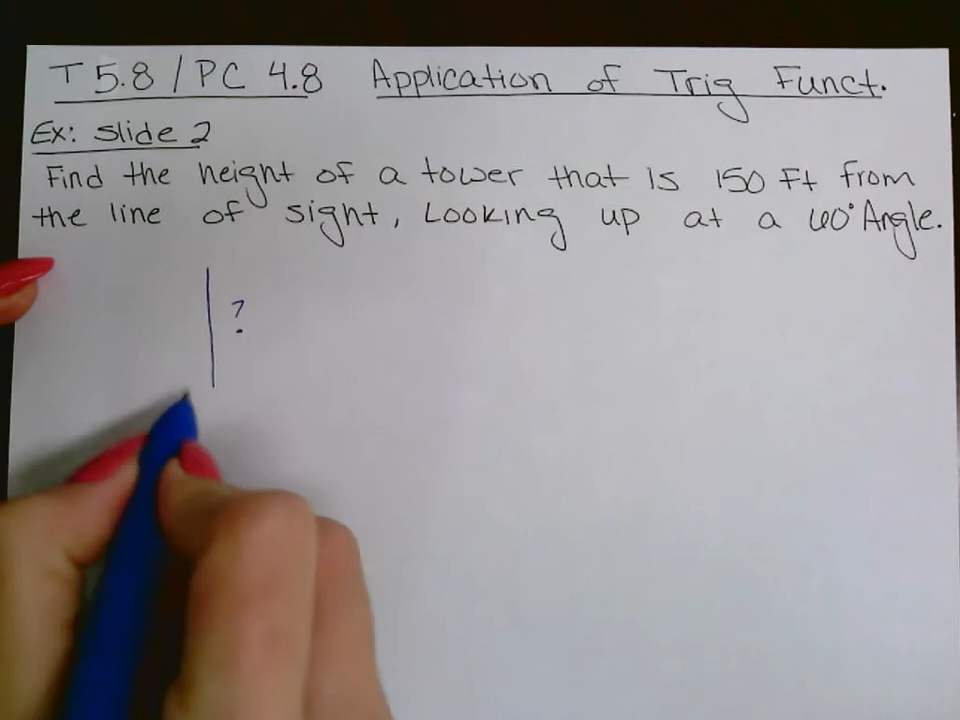 T 5.8 / PC 4.8 Application of Trig Funct.
Ex: Slide 2
Find the height of a tower that is 150 Ft from
the line of sight, Looking up at a 40° Angle.
?